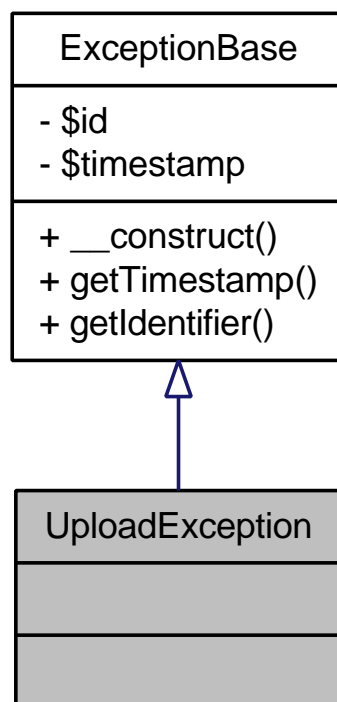 ExceptionBase
- $id
- $timestamp
+ __construct()
+ getTimestamp()
+ getIdentifier()
UploadException